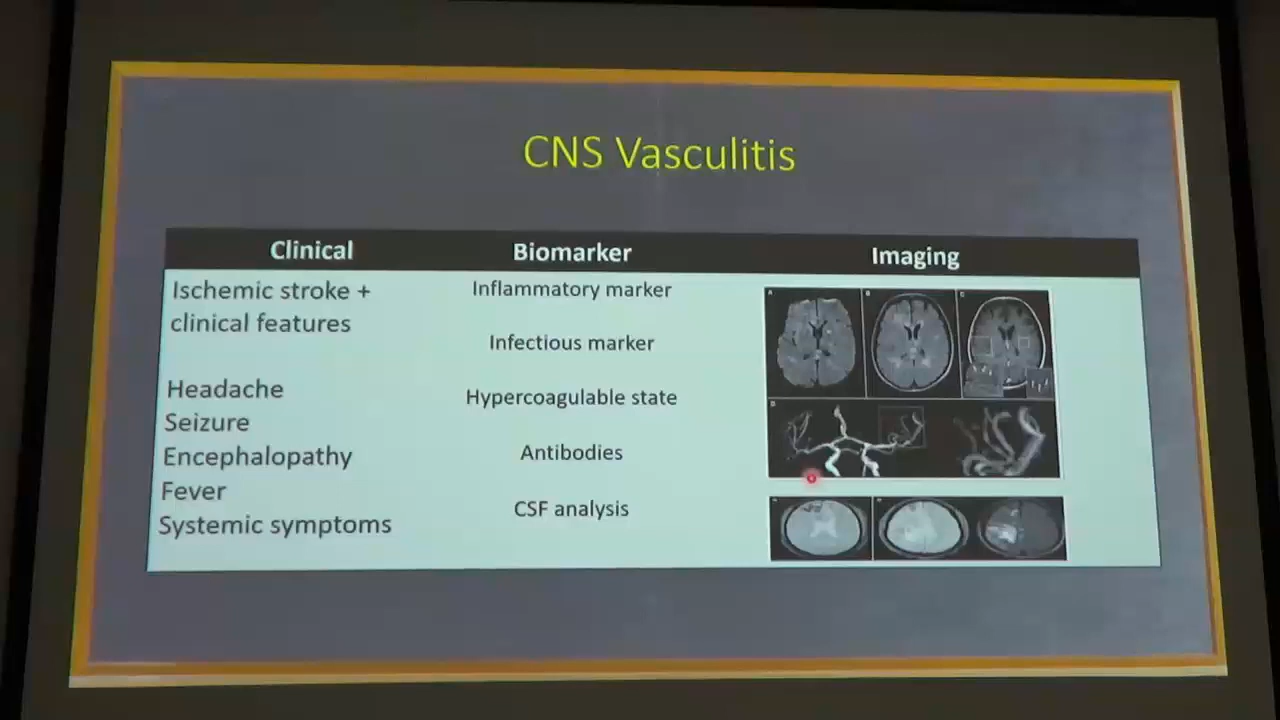 CNS Vasculitis
Clinical
Biomarker
Imaging
Ischemic stroke +
clinical features
Headache
Seizure
Encephalopathy
Fever
Systemic symptoms
Inflammatory marker
Infectious marker
Hypercoagulable state
Antibodies
CSF analysis
A
B
C